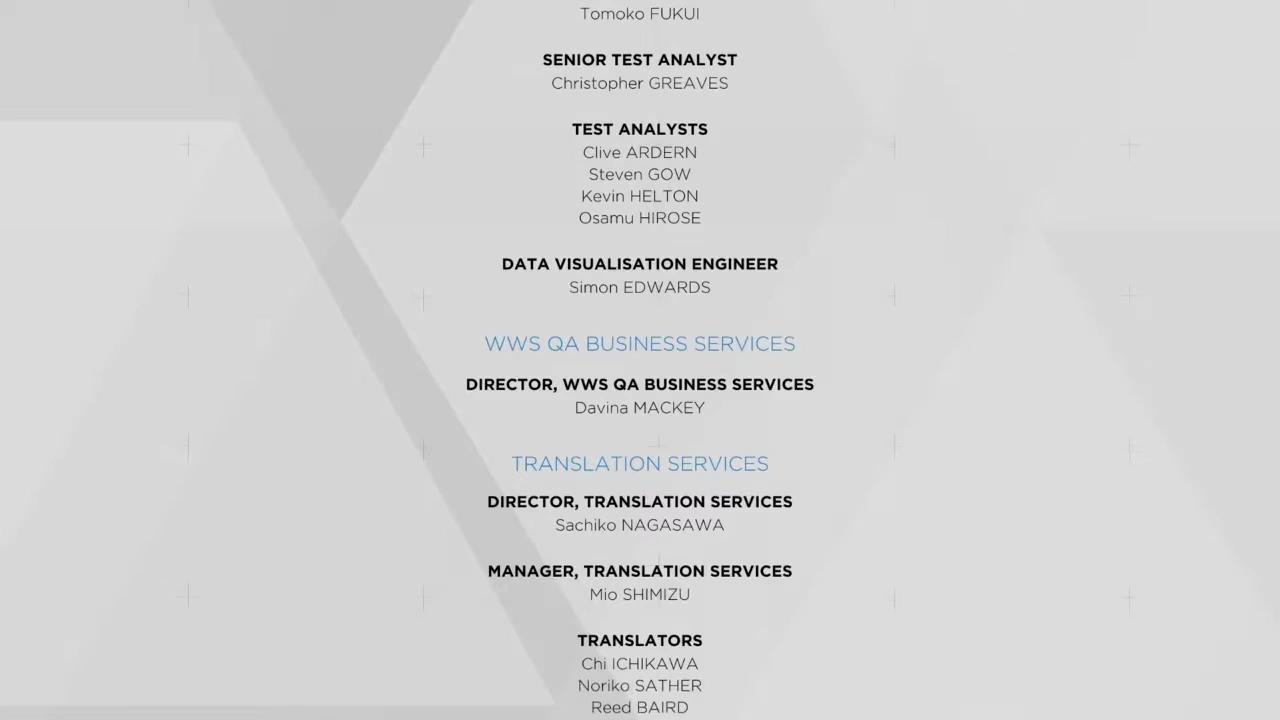 Tomoko FUKUI
SENIOR TEST ANALYST
Christopher GREAVES
TEST ANALYSTS
Clive ARDERN
Steven GOW
Kevin HELTON
Osamu HIROSE
DATA VISUALISATION ENGINEER
Simon EDWARDS
WWS QA BUSINESS SERVICES
DIRECTOR, WWS QA BUSINESS SERVICES
Davina MACKEY
TRANSLATION SERVICES
DIRECTOR, TRANSLATION SERVICES
Sachiko NAGASAWA
MANAGER, TRANSLATION SERVICES
Mio SHIMIZU
TRANSLATORS
Chi ICHIKAWA
Noriko SATHER
Reed BAIRD